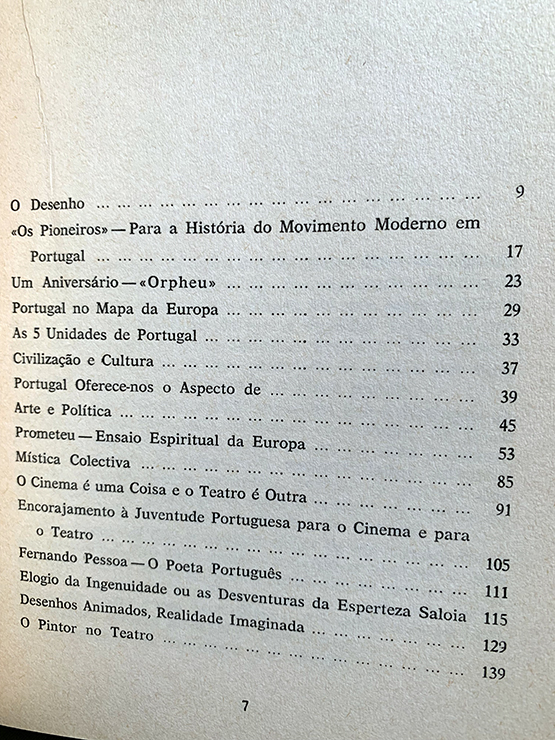 O Desenho ... ... ... ... ... ... ... ... ... ... ... ... ... ... ... ... ... ... 9
«Os Pioneiros» — Para a História do Movimento Moderno em
Portugal ... ... ... ... ... ... ... ... ... ... ... ... ... ... ... ... ... ... 17
Um Aniversário — «Orpheu» ... ... ... ... ... ... ... ... ... ... ... ... 23
Portugal no Mapa da Europa ... ... ... ... ... ... ... ... ... ... ... ... 29
As 5 Unidades de Portugal ... ... ... ... ... ... ... ... ... ... ... ... ... 33
Civilização e Cultura ... ... ... ... ... ... ... ... ... ... ... ... ... ... ... 37
Portugal Oferece-nos o Aspecto de ... ... ... ... ... ... ... ... ... ... 39
Arte e Política ... ... ... ... ... ... ... ... ... ... ... ... ... ... ... ... ... 45
Prometeu — Ensaio Espiritual da Europa ... ... ... ... ... ... ... ... 53
Mística Colectiva ... ... ... ... ... ... ... ... ... ... ... ... ... ... ... ... 85
O Cinema é uma Coisa e o Teatro é Outra ... ... ... ... ... ... ... ... 91
Encorajamento à Juventude Portuguesa para o Cinema e para
o Teatro ... ... ... ... ... ... ... ... ... ... ... ... ... ... ... ... ... ... 105
Fernando Pessoa — O Poeta Português ... ... ... ... ... ... ... ... ... 111
Elogio da Ingenuidade ou as Desventuras da Esperteza Saloia 115
Desenhos Animados, Realidade Imaginada ... ... ... ... ... ... ... ... 129
O Pintor no Teatro ... ... ... ... ... ... ... ... ... ... ... ... ... ... ... 139
7